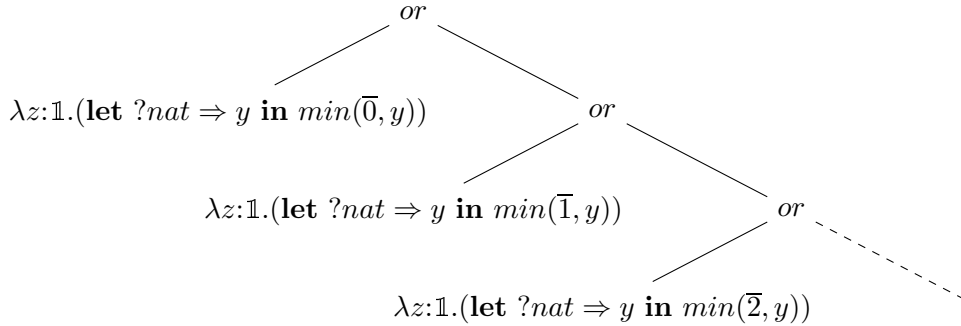 or
λz:𝟙.(let ?nat ⇒ y in min(0̅, y))
or
λz:𝟙.(let ?nat ⇒ y in min(1̅, y))
or
λz:𝟙.(let ?nat ⇒ y in min(2̅, y))